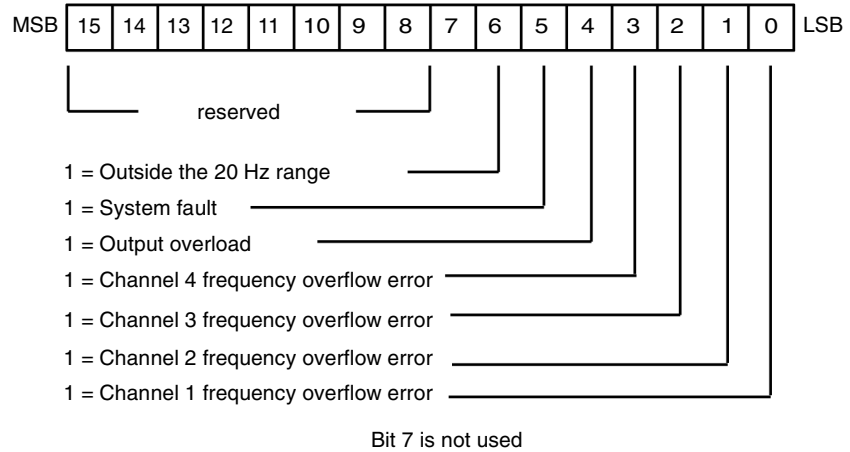 MSB 15 14 13 12 11 10 9 8 7 6 5 4 3 2 1 0 LSB
reserved
1 = Outside the 20 Hz range
1 = System fault
1 = Output overload
1 = Channel 4 frequency overflow error
1 = Channel 3 frequency overflow error
1 = Channel 2 frequency overflow error
1 = Channel 1 frequency overflow error
Bit 7 is not used